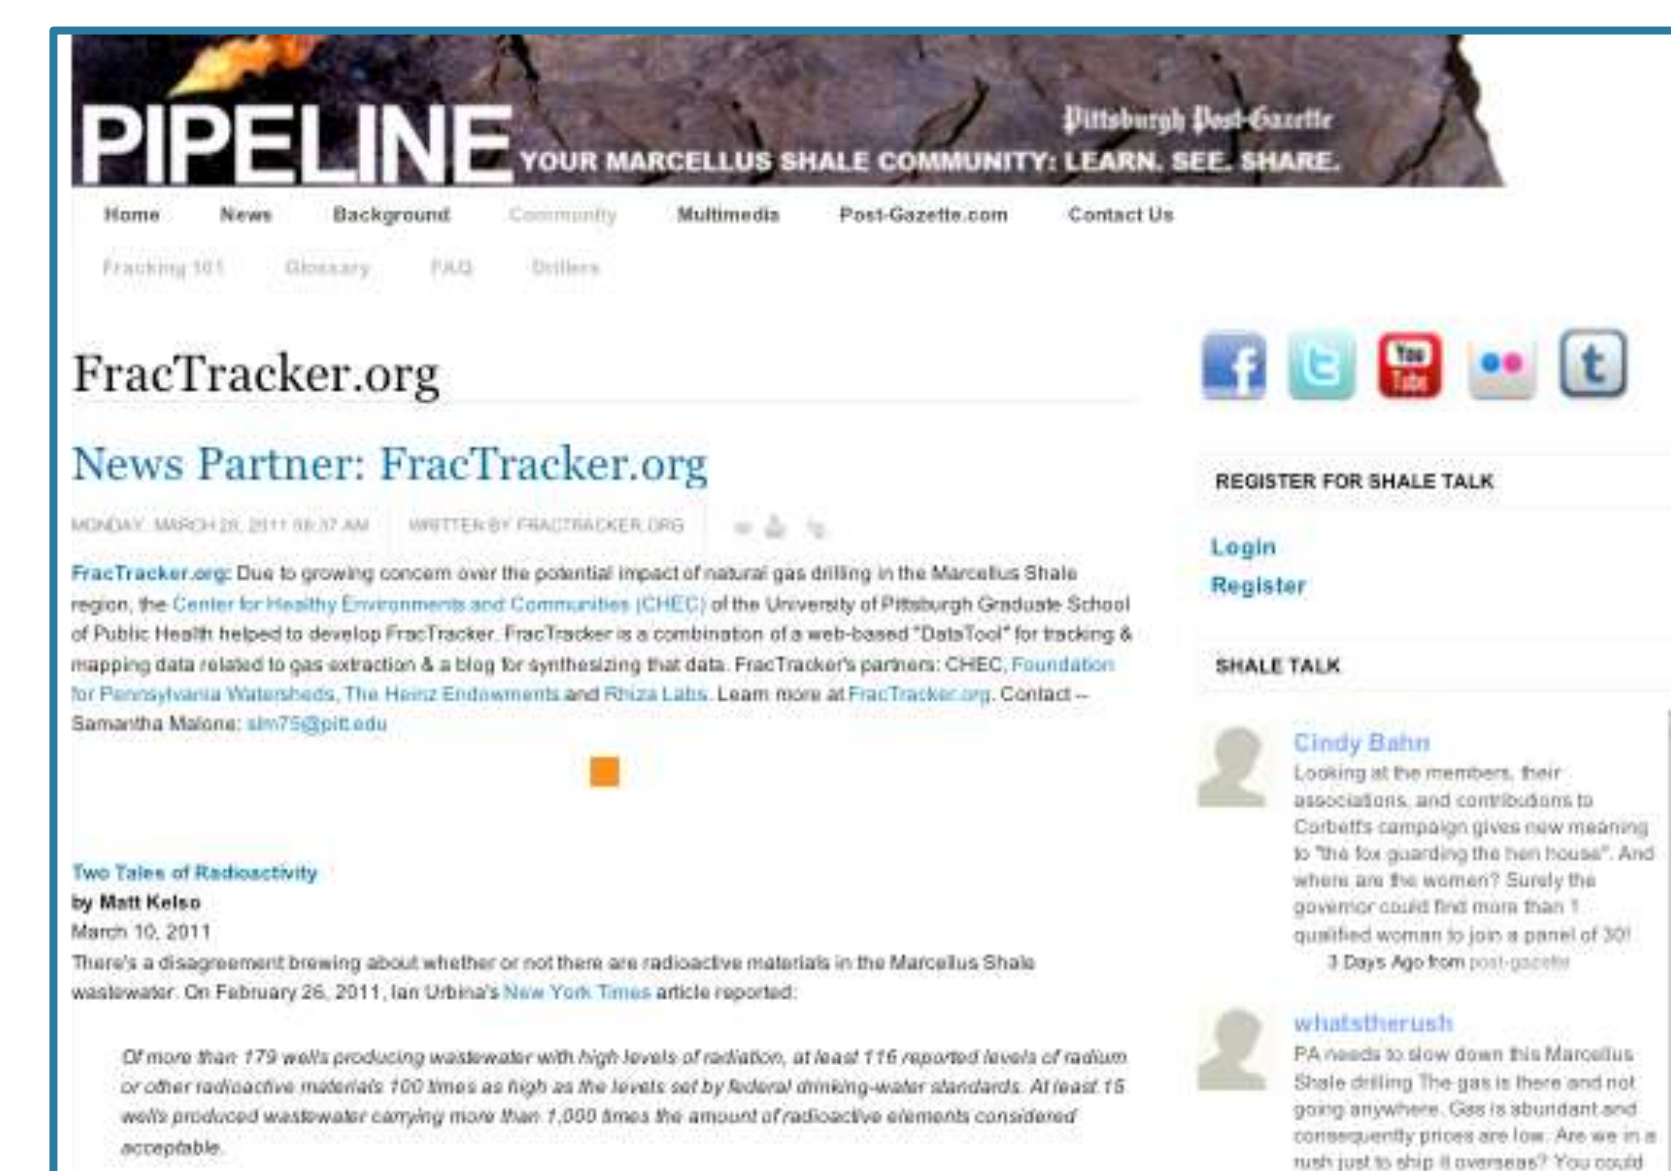 PIPELINE
Pittsburgh Post-Gazette
YOUR MARCELLUS SHALE COMMUNITY: LEARN. SEE. SHARE.
Home News Background Community Multimedia Post-Gazette.com Contact Us
Fracking 101 Glossary FAQ Drillers
FracTracker.org
News Partner: FracTracker.org
MONDAY, MARCH 2011 AM WRITTEN BY FRACTRACKER.ORG
FracTracker.org: Due to growing concern over the potential impact of natural gas drilling in the Marcellus Shale
region, the Center for Healthy Environments and Communities (CHEC) of the University of Pittsburgh Graduate School
of Public Health helped to develop FracTracker. FracTracker is a combination of a web-based "DataTool" for tracking &
mapping data related to gas extraction & a blog for synthesizing that data. FracTracker's partners: CHEC, Foundation
for Pennsylvania Watersheds, The Heinz Endowments and Rhiza Labs. Learn more at FracTracker.org. Contact --
Samantha Malone: slm75@pitt.edu
Two Tales of Radioactivity
by Matt Kelso
March 10, 2011
There's a disagreement brewing about whether or not there are radioactive materials in the Marcellus Shale
wastewater. On February 26, 2011, Ian Urbina's New York Times article reported:
Of more than 179 wells producing wastewater with high levels of radiation, at least 116 reported levels of radium
or other radioactive materials 100 times as high as the levels set by federal drinking-water standards. At least 15
wells produced wastewater carrying more than 1,000 times the amount of radioactive elements considered
acceptable.
You
Tube
t
REGISTER FOR SHALE TALK
Login
Register
SHALE TALK
Cindy Bahn
Looking at the members, their
associations, and contributions to
Corbett's campaign gives new meaning
to "the fox guarding the hen house". And
where are the women? Surely the
governor could find more than 1
qualified woman to join a panel of 30!
3 Days Ago from post-gazette
whatstherush
PA needs to slow down this Marcellus
Shale drilling The gas is there and not
going anywhere. Gas is abundant and
consequently prices are low. Are we in a
rush just to ship it overseas? You could